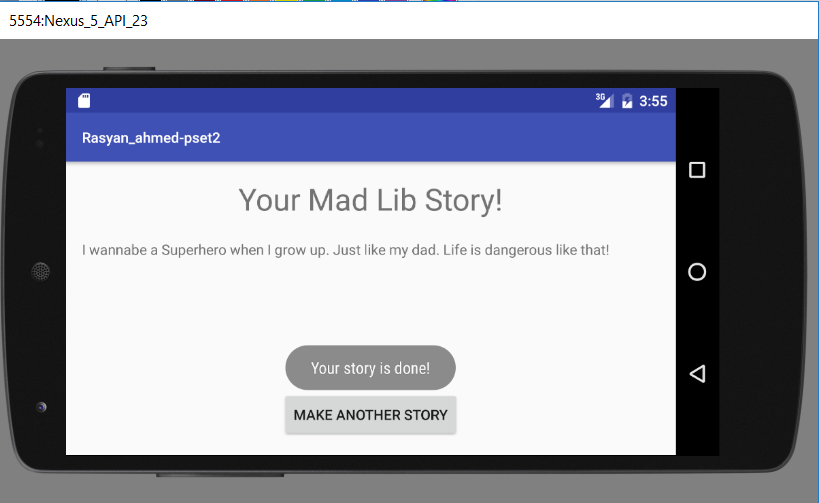 5554:Nexus_5_API_23
3G 3:55
Rasyan_ahmed-pset2
Your Mad Lib Story!
I wannabe a Superhero when I grow up. Just like my dad. Life is dangerous like that!
Your story is done!
MAKE ANOTHER STORY